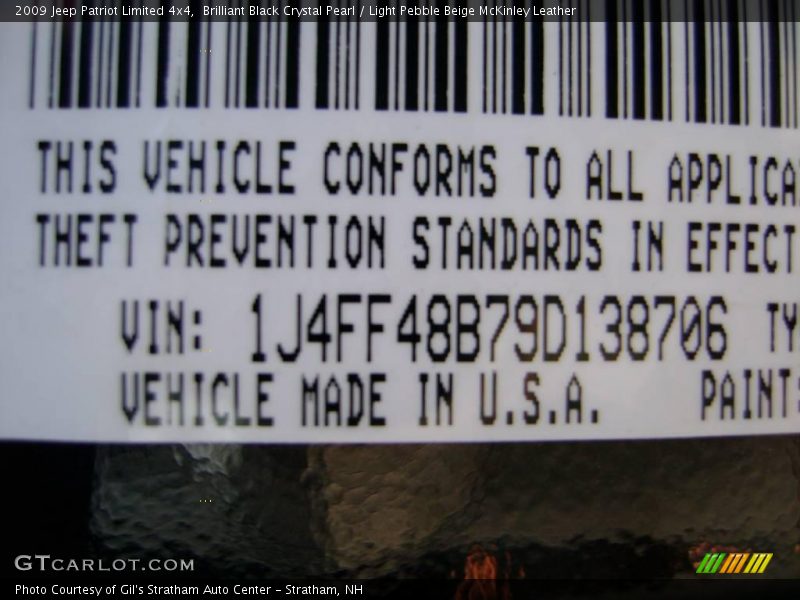 2009 Jeep Patriot Limited 4x4, Brilliant Black Crystal Pearl / Light Pebble Beige McKinley Leather
THIS VEHICLE CONFORMS TO ALL APPLICA
THEFT PREVENTION STANDARDS IN EFFECT
VIN: 1J4FF48B79D138706 TY
VEHICLE MADE IN U.S.A. PAINT:
GTCARLOT.COM
Photo Courtesy of Gil's Stratham Auto Center - Stratham, NH